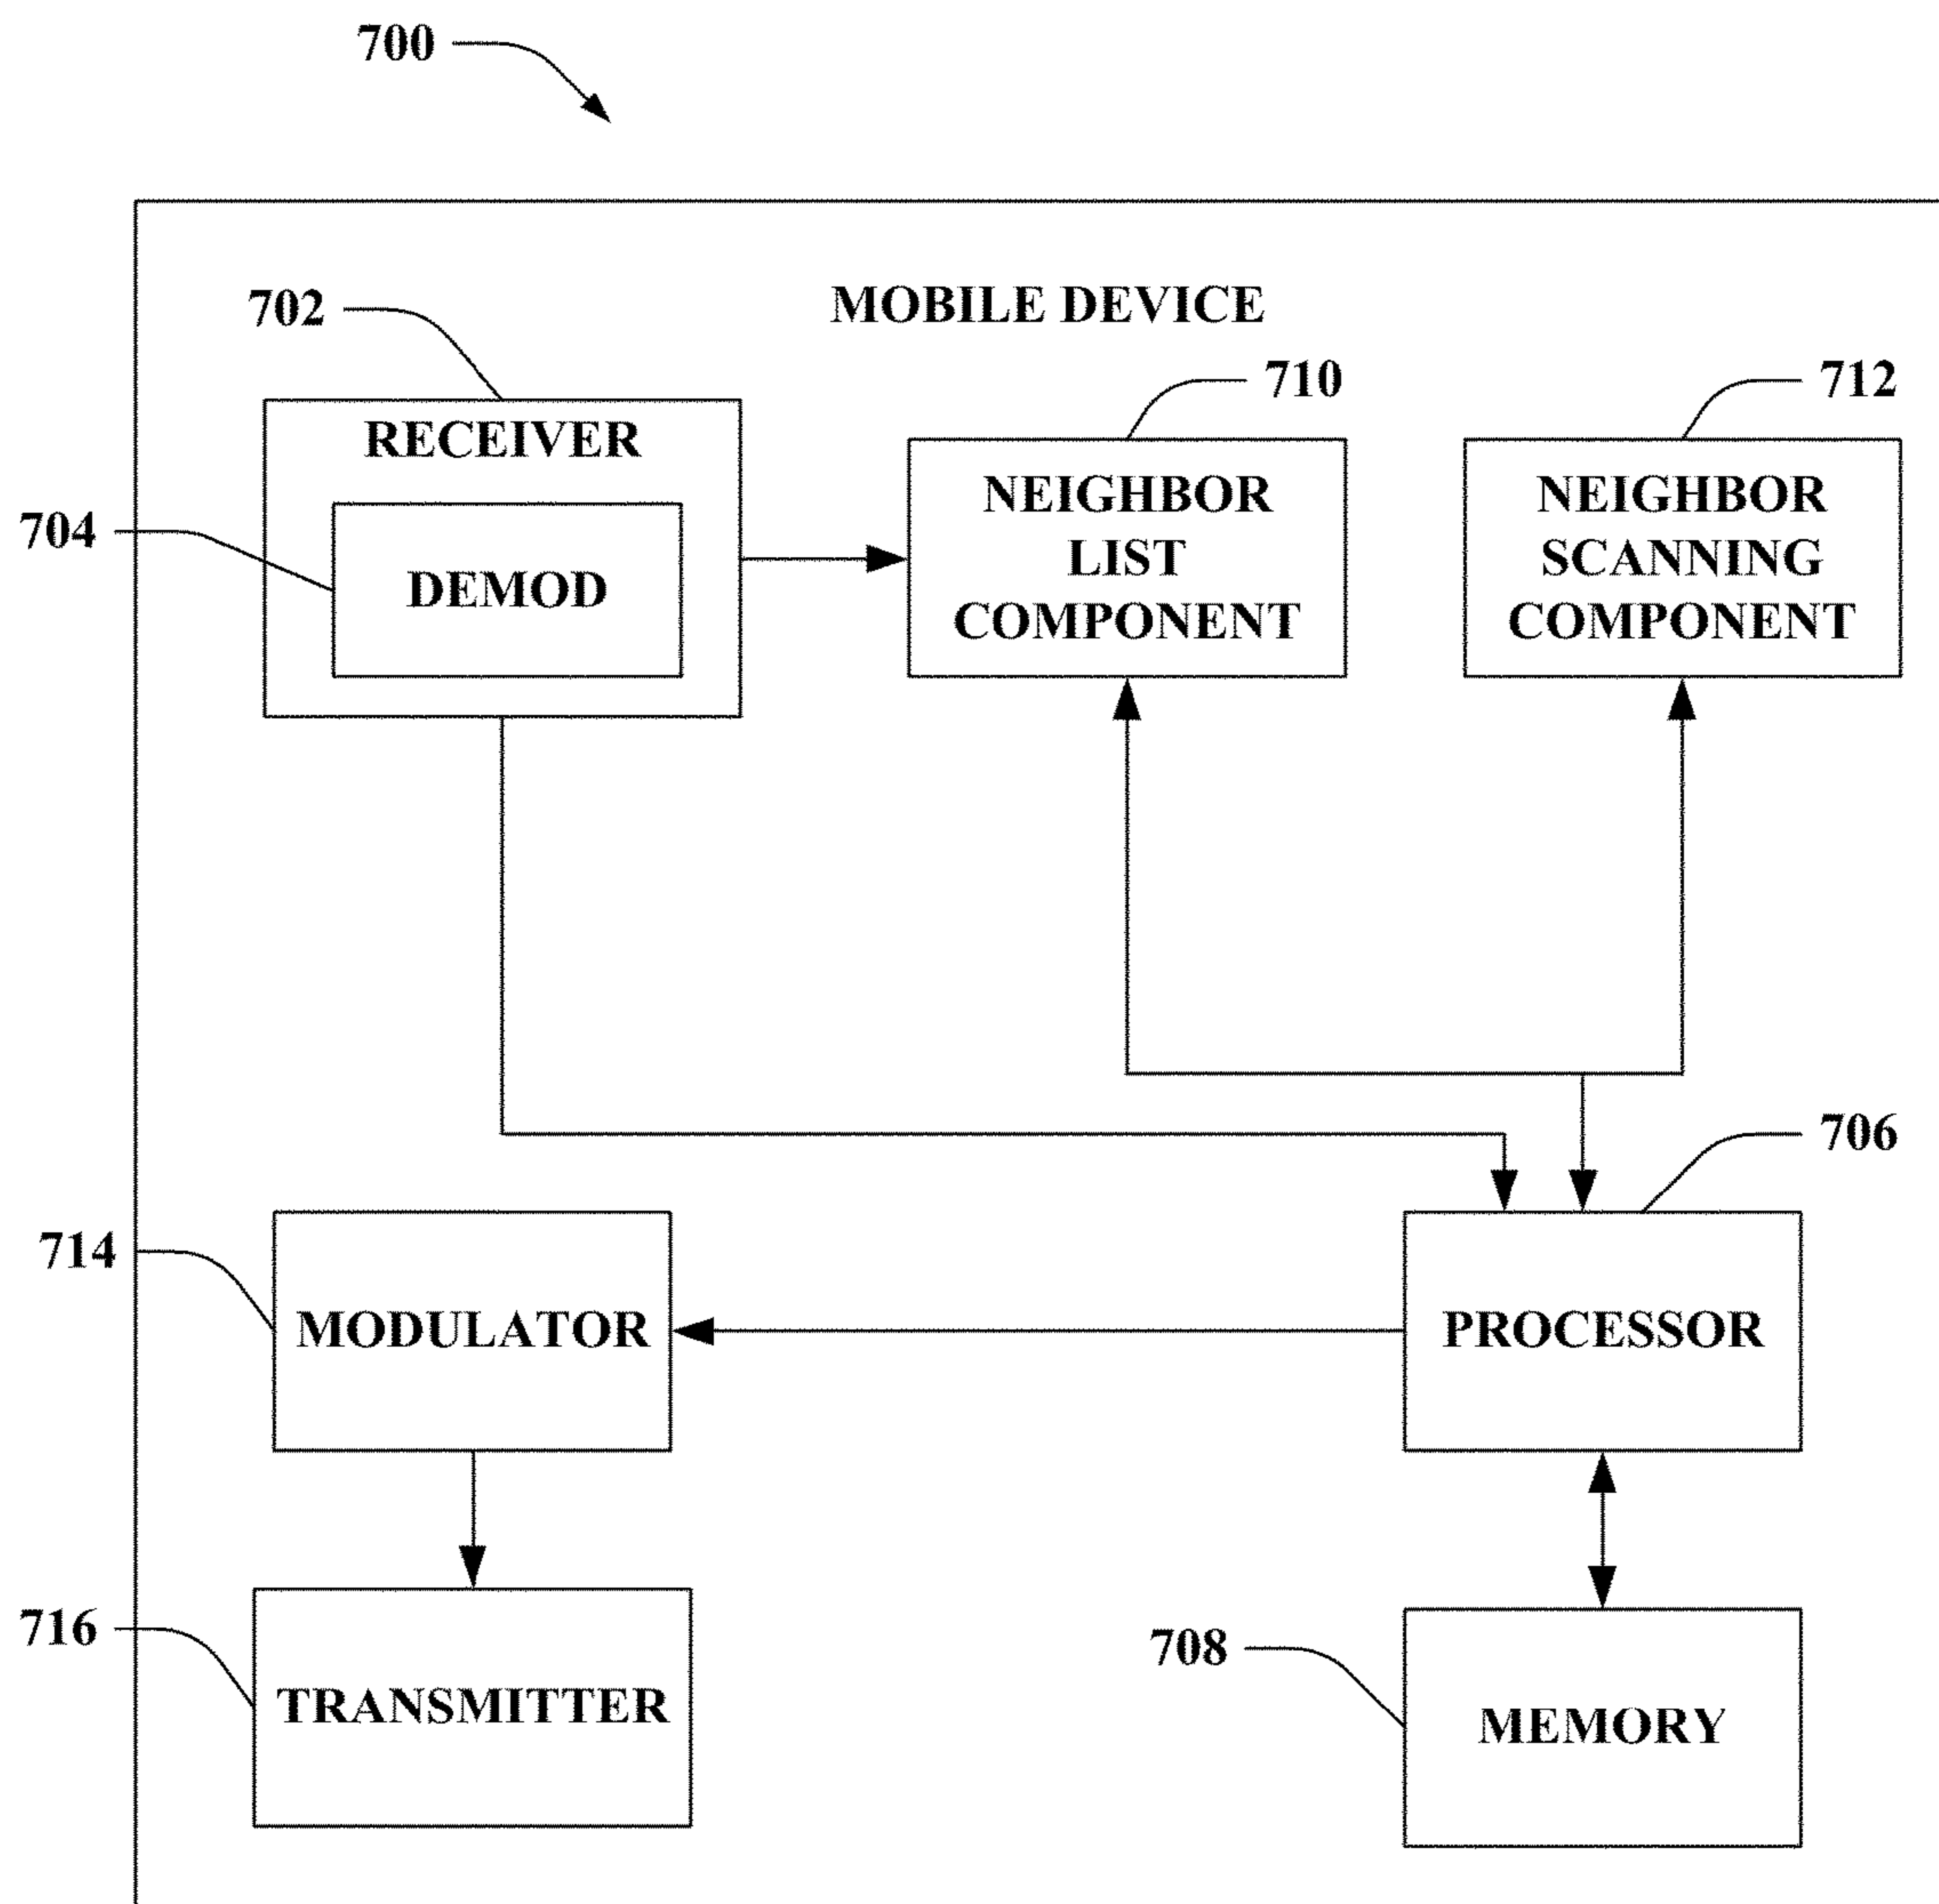 700
MOBILE DEVICE
702
710
712
RECEIVER
704
DEMOD
NEIGHBOR
LIST
COMPONENT
NEIGHBOR
SCANNING
COMPONENT
706
714
MODULATOR
PROCESSOR
716
TRANSMITTER
708
MEMORY